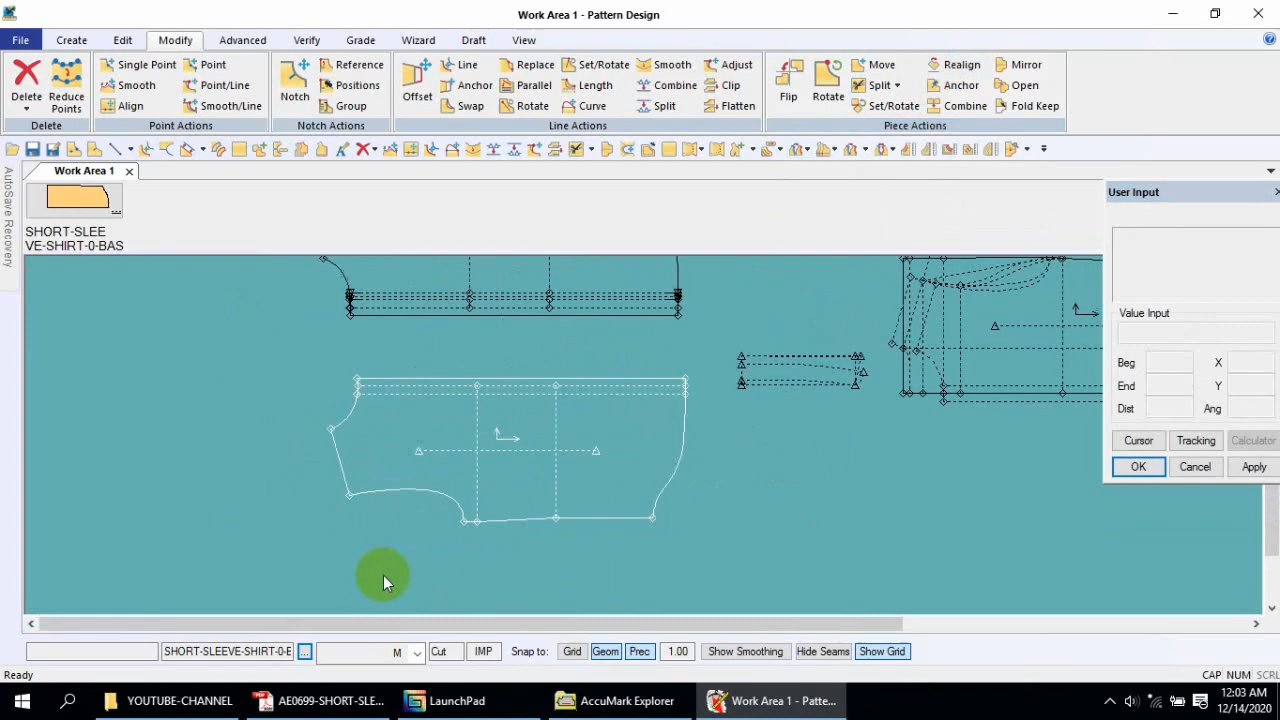 Work Area 1 - Pattern Design
File Create Edit Modify Advanced Verify Grade Wizard Draft View
Single Point Point Reference Line Replace Set/Rotate Smooth Adjust Move Realign Mirror
Smooth Point/Line Positions Anchor Parallel Length Combine Clip Split Anchor Open
Delete Reduce Points Align Smooth/Line Notch Group Offset Swap Rotate Curve Split Flatten Flip Rotate Set/Rotate Combine Fold Keep
Delete Point Actions Notch Actions Line Actions Piece Actions
Work Area 1
AutoSave Recovery
SHORT-SLEE
VE-SHIRT-0-BAS
User Input
Value Input
Beg X
End Y
Dist Ang
Cursor Tracking Calculator
OK Cancel Apply
SHORT-SLEEVE-SHIRT-0-E ... M Cut IMP Snap to: Grid Geom Prec 1.00 Show Smoothing Hide Seams Show Grid
Ready CAP NUM SCRL
YOUTUBE-CHANNEL AE0699-SHORT-SLE... LaunchPad AccuMark Explorer Work Area 1 - Patte... 12:03 AM
12/14/2020